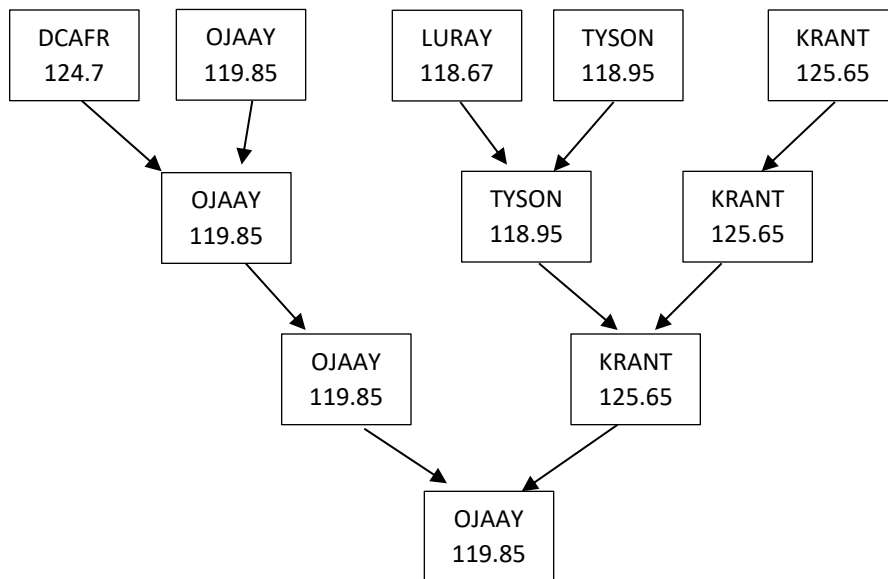 DCAFR
124.7
OJAAY
119.85
LURAY
118.67
TYSON
118.95
KRANT
125.65
OJAAY
119.85
TYSON
118.95
KRANT
125.65
OJAAY
119.85
KRANT
125.65
OJAAY
119.85